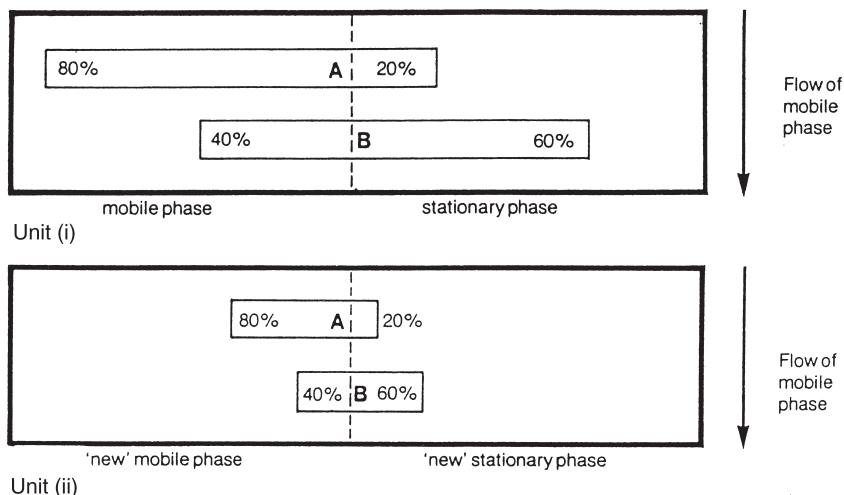 80% A 20%
40% B 60%
Flow of
mobile
phase
mobile phase
stationary phase
Unit (i)
80% A 20%
40% B 60%
Flow of
mobile
phase
'new' mobile phase
'new' stationary phase
Unit (ii)